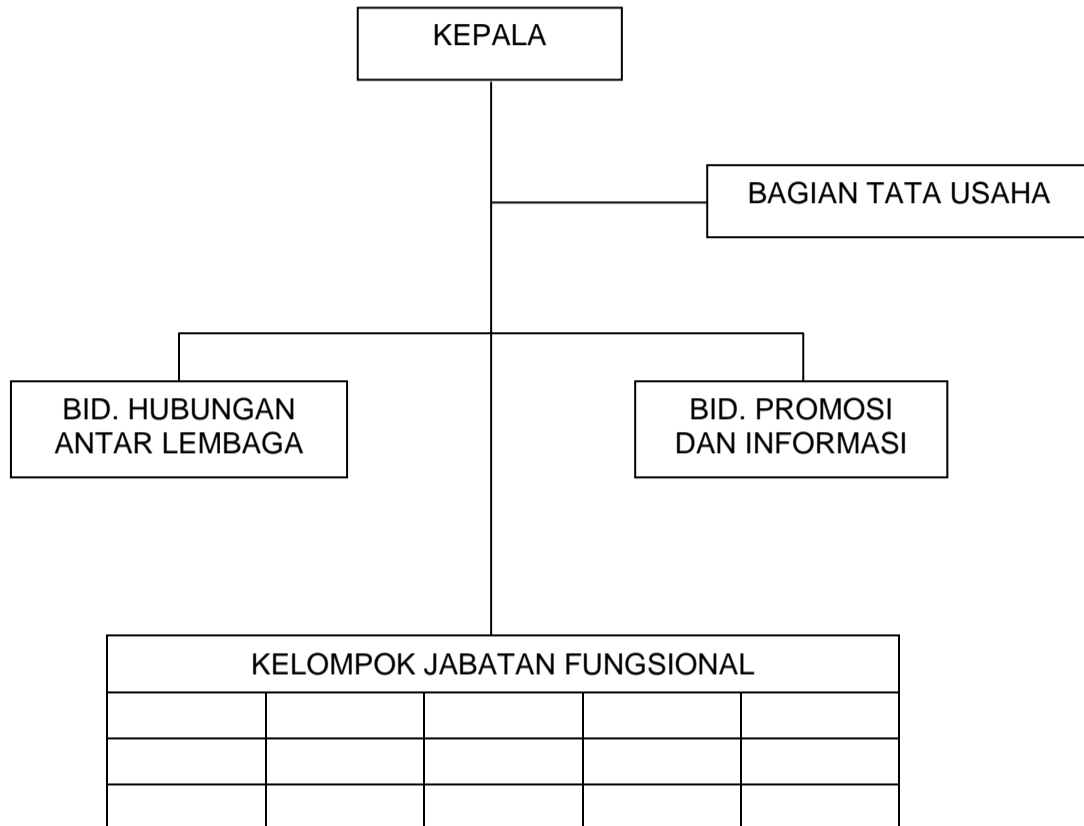 KEPALA
BAGIAN TATA USAHA
BID. HUBUNGAN
ANTAR LEMBAGA
BID. PROMOSI
DAN INFORMASI
KELOMPOK JABATAN FUNGSIONAL